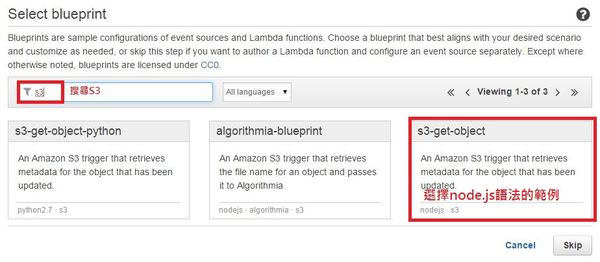 Select blueprint
Blueprints are sample configurations of event sources and Lambda functions. Choose a blueprint that best aligns with your desired scenario
and customize as needed, or skip this step if you want to author a Lambda function and configure an event source separately. Except where
otherwise noted, blueprints are licensed under CC0.
s3
搜尋S3
All languages
Viewing 1-3 of 3
s3-get-object-python
An Amazon S3 trigger that retrieves
metadata for the object that has been
updated.
python2.7 · s3
algorithmia-blueprint
An Amazon S3 trigger that retrieves
the file name for an object and passes
it to Algorithmia
nodejs · algorithmia · s3
s3-get-object
An Amazon S3 trigger that retrieves
metadata for the object that has been
updated.
選擇node.js語法的範例
nodejs · s3
Cancel
Skip